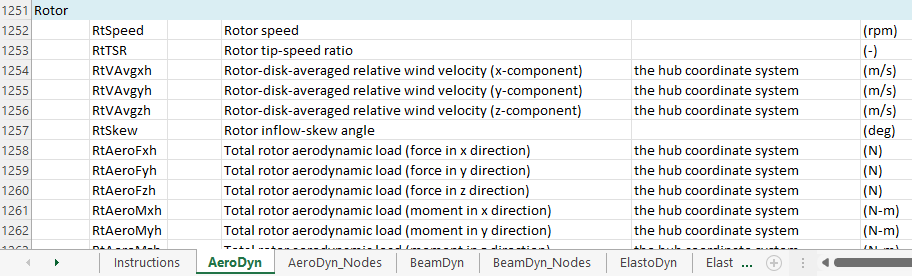 1251 Rotor
1252 RtSpeed Rotor speed (rpm)
1253 RtTSR Rotor tip-speed ratio (-)
1254 RtVAvgxh Rotor-disk-averaged relative wind velocity (x-component) the hub coordinate system (m/s)
1255 RtVAvgyh Rotor-disk-averaged relative wind velocity (y-component) the hub coordinate system (m/s)
1256 RtVAvgzh Rotor-disk-averaged relative wind velocity (z-component) the hub coordinate system (m/s)
1257 RtSkew Rotor inflow-skew angle (deg)
1258 RtAeroFxh Total rotor aerodynamic load (force in x direction) the hub coordinate system (N)
1259 RtAeroFyh Total rotor aerodynamic load (force in y direction) the hub coordinate system (N)
1260 RtAeroFzh Total rotor aerodynamic load (force in z direction) the hub coordinate system (N)
1261 RtAeroMxh Total rotor aerodynamic load (moment in x direction) the hub coordinate system (N-m)
1262 RtAeroMyh Total rotor aerodynamic load (moment in y direction) the hub coordinate system (N-m)
Instructions AeroDyn AeroDyn_Nodes BeamDyn BeamDyn_Nodes ElastoDyn Elast ...